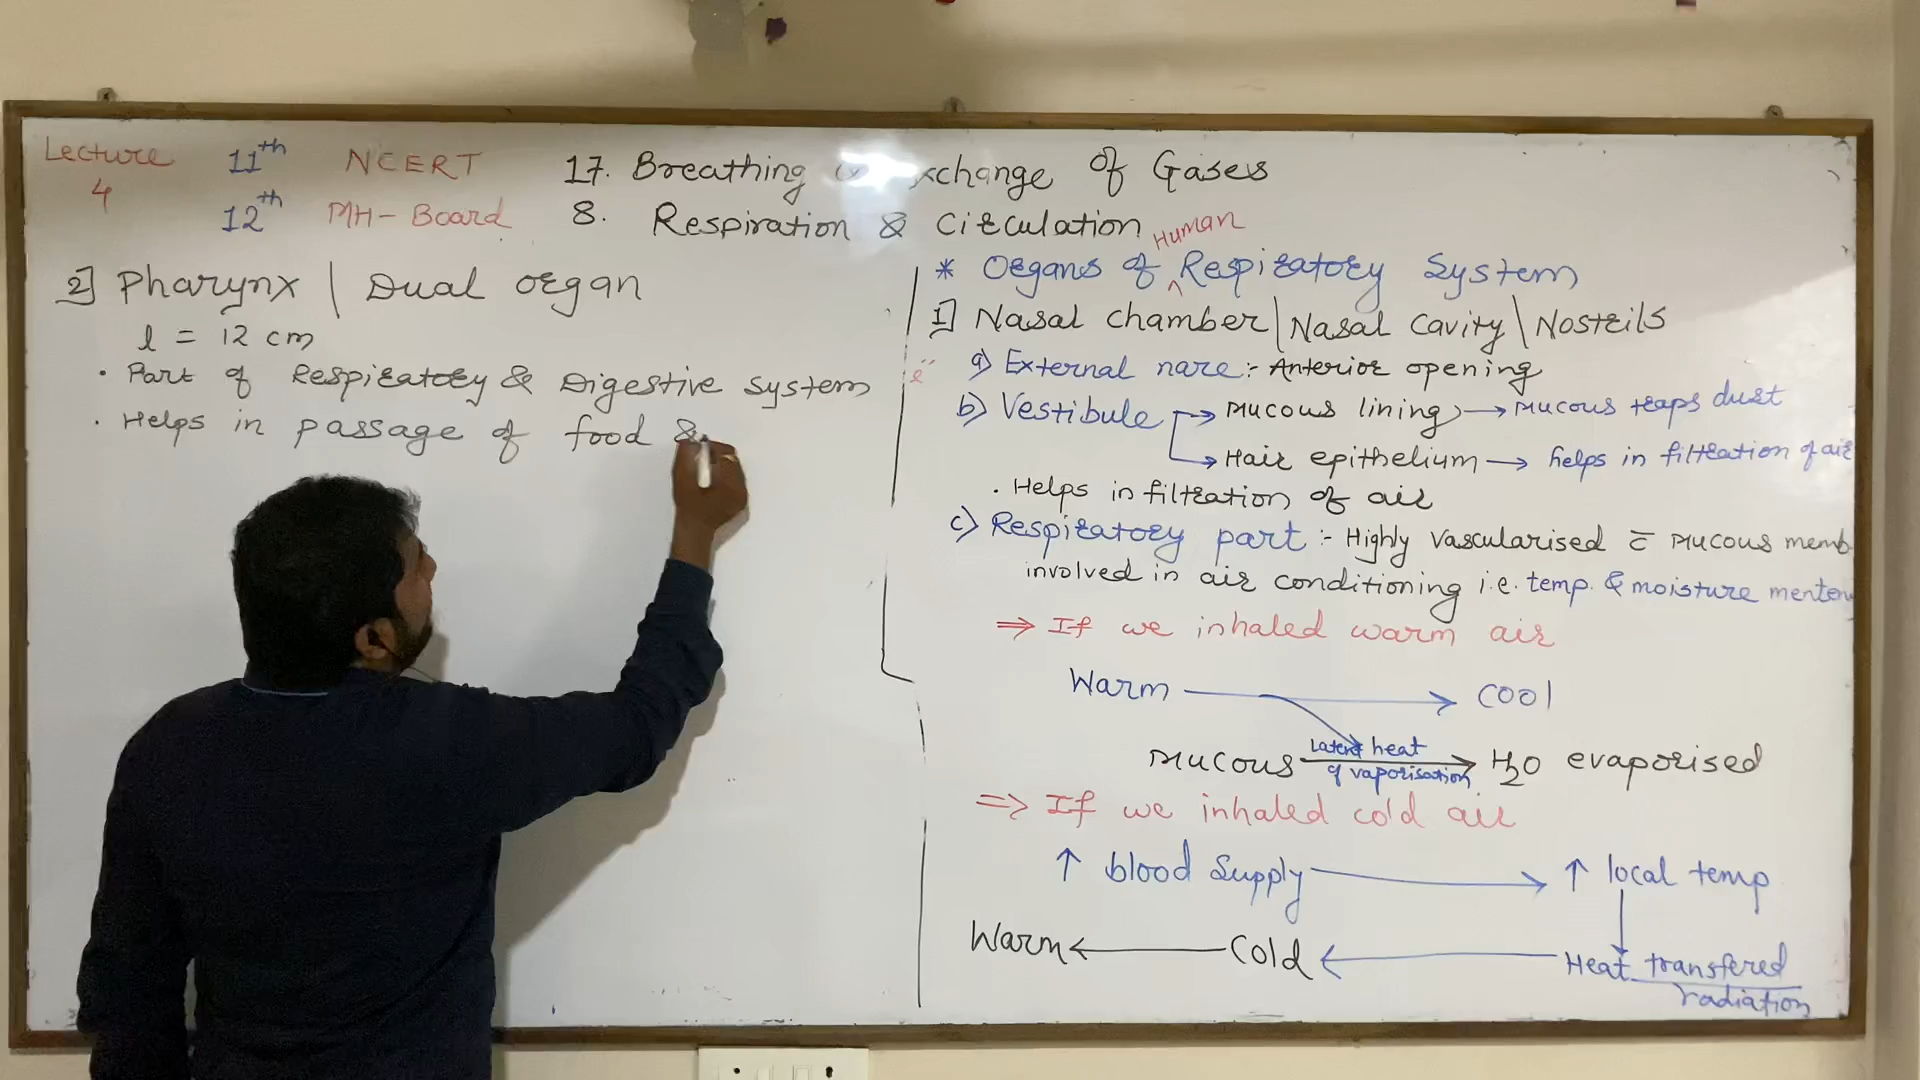 Lecture 4
11th NCERT 17. Breathing & Exchange of Gases
12th MH-Board 8. Respiration & Circulation
2] Pharynx | Dual organ
l = 12 cm
· Part of Respiratory & Digestive System
· Helps in passage of food &
* Organs of Human Respiratory System
1] Nasal chamber | Nasal Cavity \ Nostrils
a) External nare :- Anterior opening
b) Vestibule → Mucous lining → Mucous traps dust
→ Hair epithelium → helps in filtration of air
· Helps in filtration of air
c) Respiratory part :- Highly vascularised c̄ Mucous memb
involved in air conditioning i.e. temp. & moisture menten
⇒ If we inhaled warm air
Warm → Cool
Mucous Latent heat of vaporisation → H2O evaporised
⇒ If we inhaled cold air
↑ blood Supply → ↑ local temp
Warm ← Cold ← Heat transfered
radiation